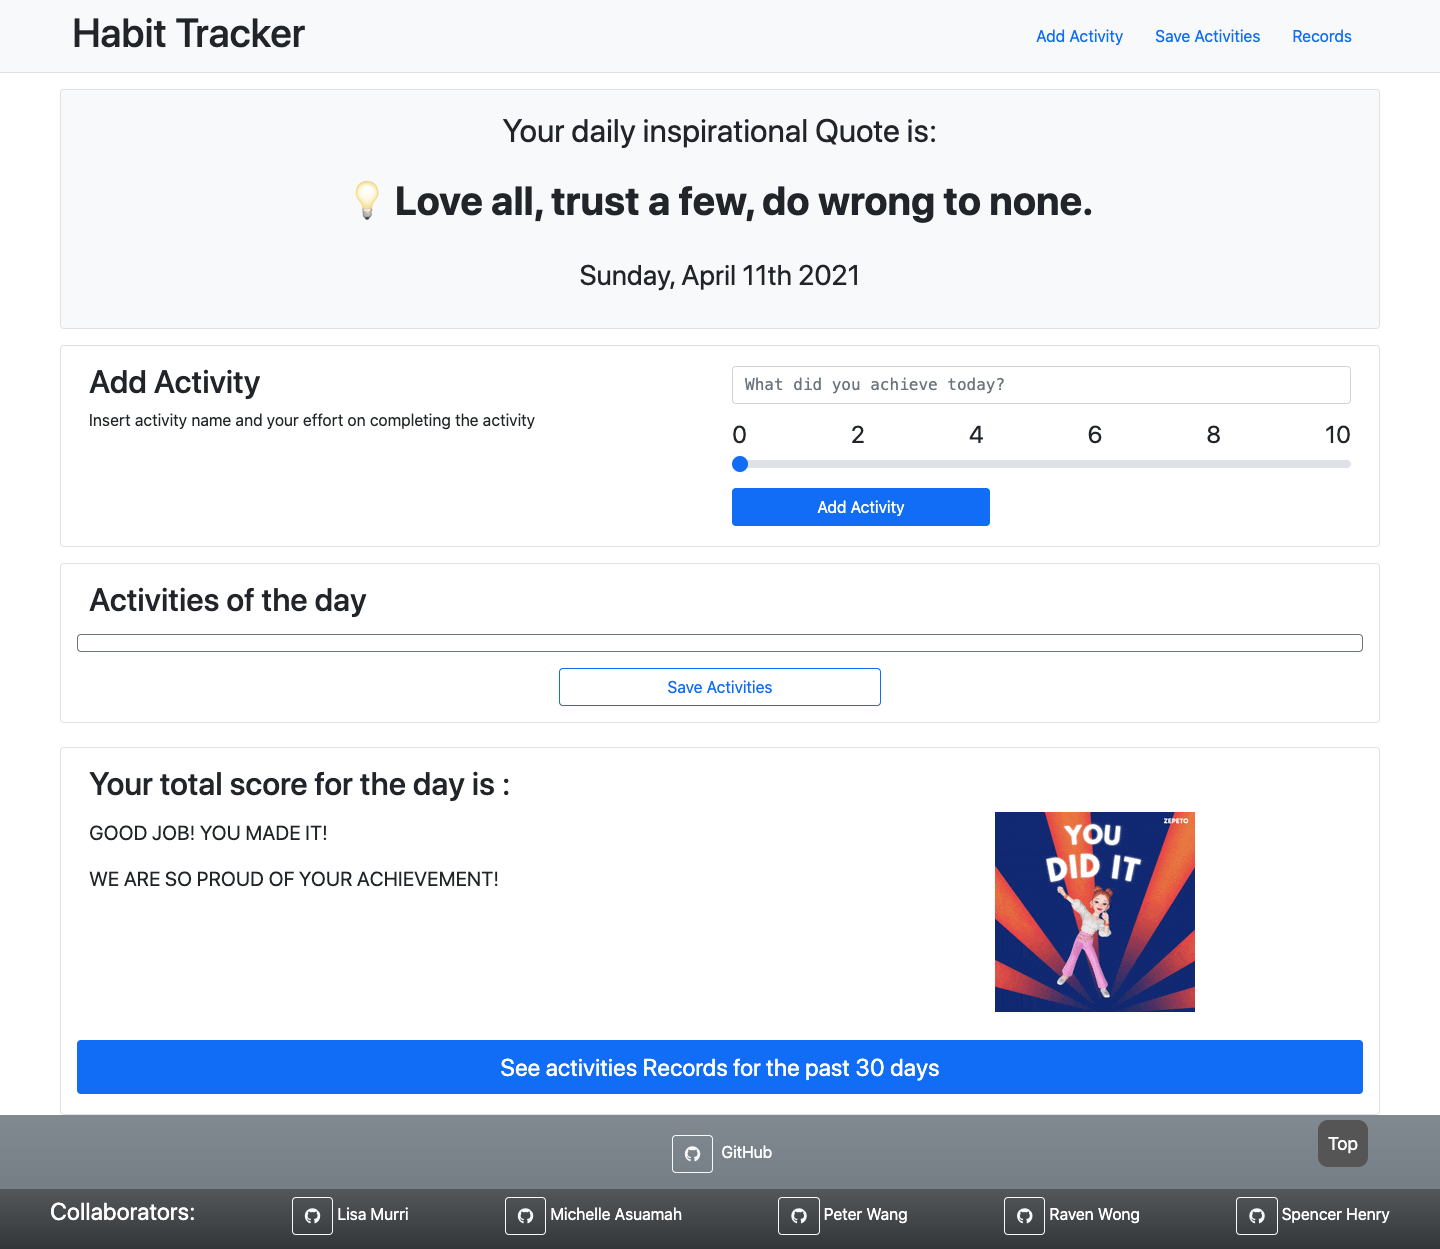 Habit Tracker
Add Activity
Save Activities
Records
Your daily inspirational Quote is:
Love all, trust a few, do wrong to none.
Sunday, April 11th 2021
Add Activity
Insert activity name and your effort on completing the activity
What did you achieve today?
0 2 4 6 8 10
Add Activity
Activities of the day
Save Activities
Your total score for the day is :
GOOD JOB! YOU MADE IT!
WE ARE SO PROUD OF YOUR ACHIEVEMENT!
ZEPETO
YOU
DID IT
See activities Records for the past 30 days
GitHub
Top
Collaborators:
Lisa Murri
Michelle Asuamah
Peter Wang
Raven Wong
Spencer Henry